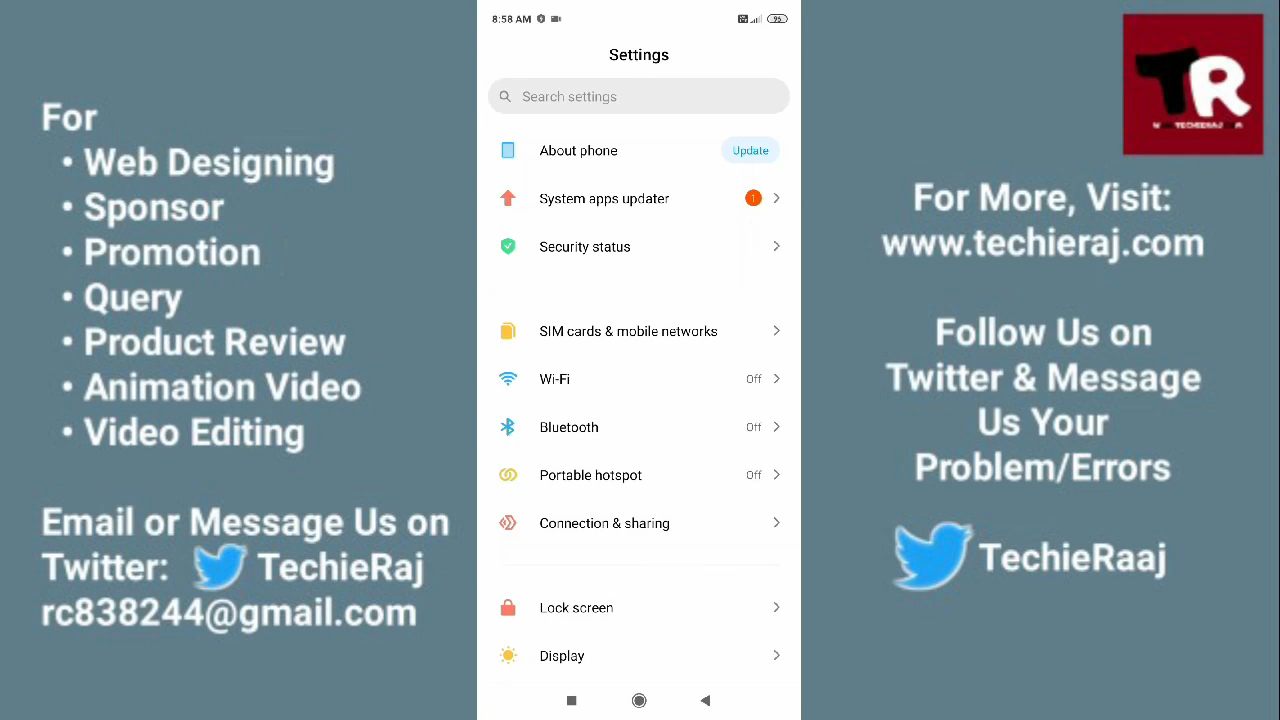 For
• Web Designing
• Sponsor
• Promotion
• Query
• Product Review
• Animation Video
• Video Editing
Email or Message Us on
Twitter: TechieRaj
rc838244@gmail.com
8:58 AM
96
Settings
Search settings
About phone Update
System apps updater 1
Security status
SIM cards & mobile networks
Wi-Fi Off
Bluetooth Off
Portable hotspot Off
Connection & sharing
Lock screen
Display
TR
For More, Visit:
www.techieraj.com
Follow Us on
Twitter & Message
Us Your
Problem/Errors
TechieRaaj